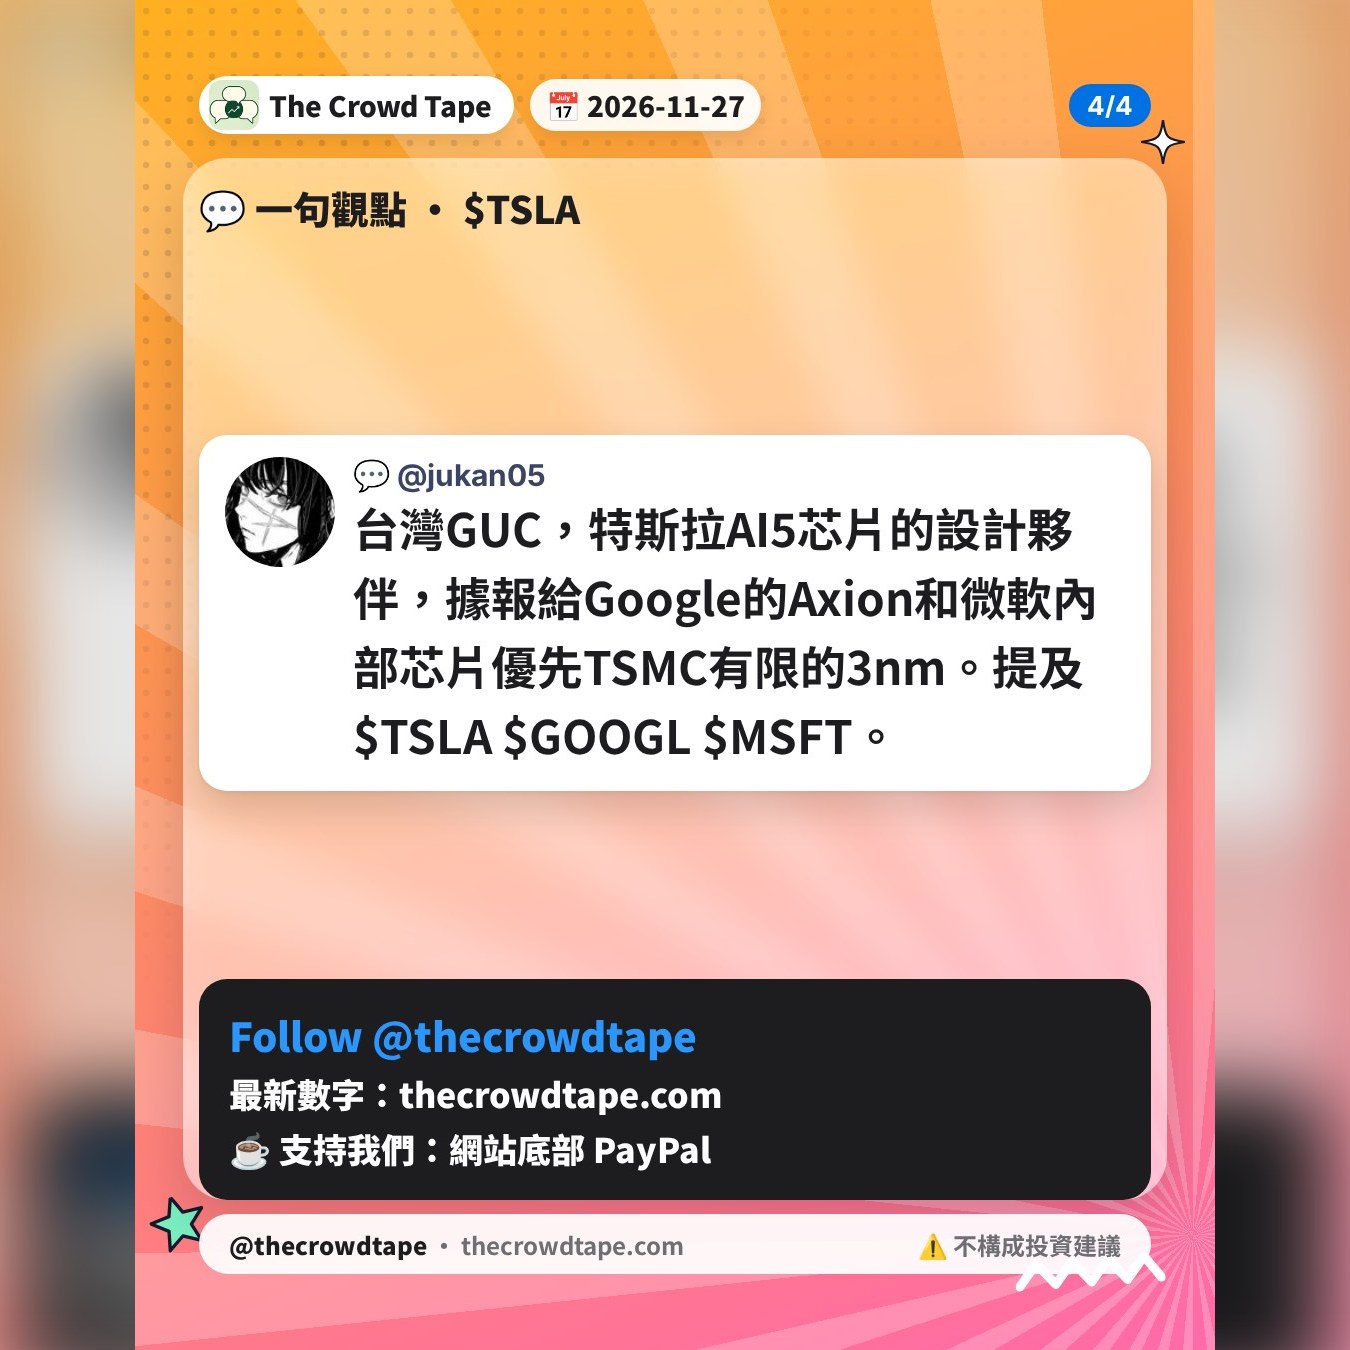 The Crowd Tape
July 17 2026-11-27
4/4
一句觀點 • $TSLA
@jukan05
台灣GUC，特斯拉AI5芯片的設計夥
伴，據報給Google的Axion和微軟內
部芯片優先TSMC有限的3nm。提及
$TSLA $GOOGL $MSFT。
Follow @thecrowdtape
最新數字：thecrowdtape.com
支持我們：網站底部 PayPal
@thecrowdtape • thecrowdtape.com
不構成投資建議